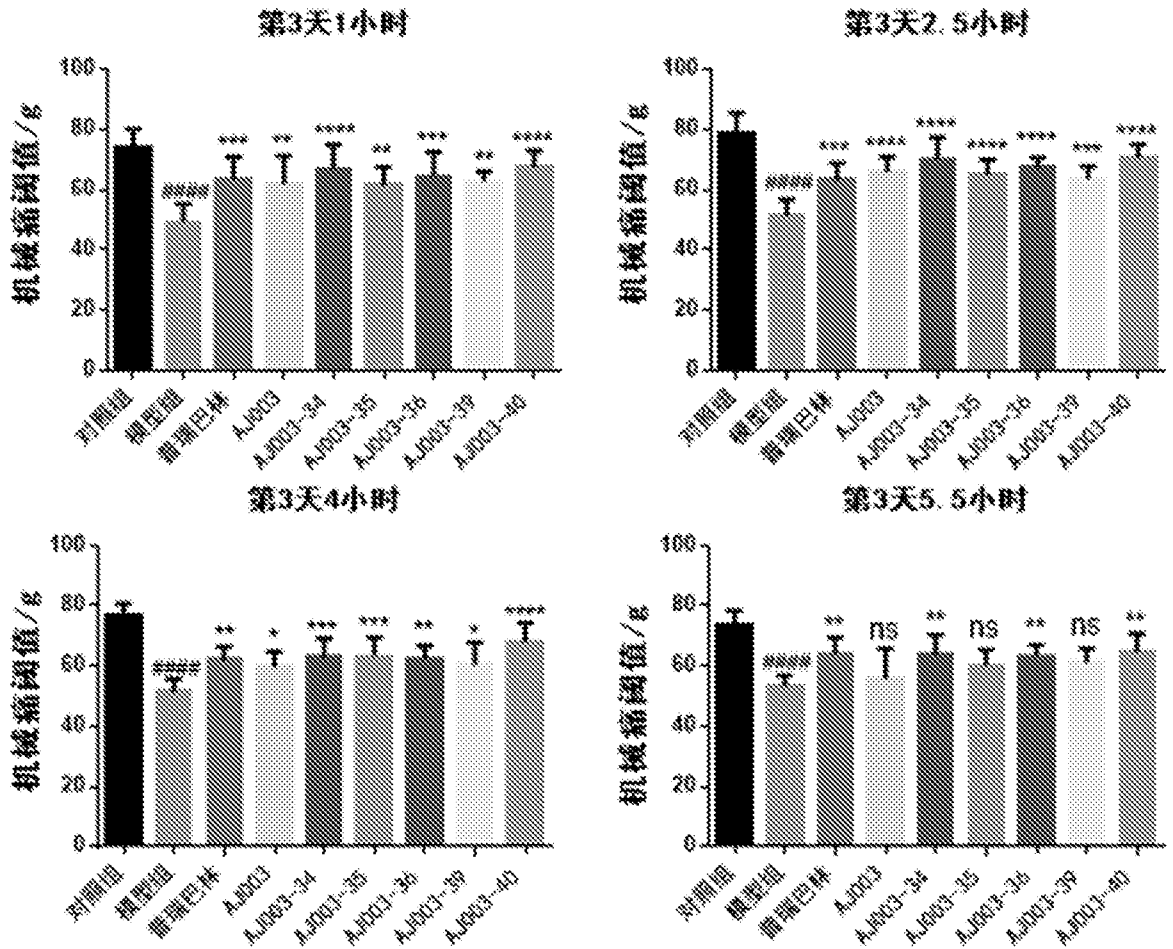 第3天1小时
机械痛阈值/g
100
80
60
40
20
0
####
***
**
****
**
***
**
****
对照组
模型组
普瑞巴林
AJ003
AJ003-34
AJ003-35
AJ003-36
AJ003-39
AJ003-40
第3天2.5小时
机械痛阈值/g
100
80
60
40
20
0
####
***
****
****
****
****
***
****
对照组
模型组
普瑞巴林
AJ003
AJ003-34
AJ003-35
AJ003-36
AJ003-39
AJ003-40
第3天4小时
机械痛阈值/g
100
80
60
40
20
0
####
**
*
***
***
**
*
****
对照组
模型组
普瑞巴林
AJ003
AJ003-34
AJ003-35
AJ003-36
AJ003-39
AJ003-40
第3天5.5小时
机械痛阈值/g
100
80
60
40
20
0
####
**
ns
**
ns
**
ns
**
对照组
模型组
普瑞巴林
AJ003
AJ003-34
AJ003-35
AJ003-36
AJ003-39
AJ003-40